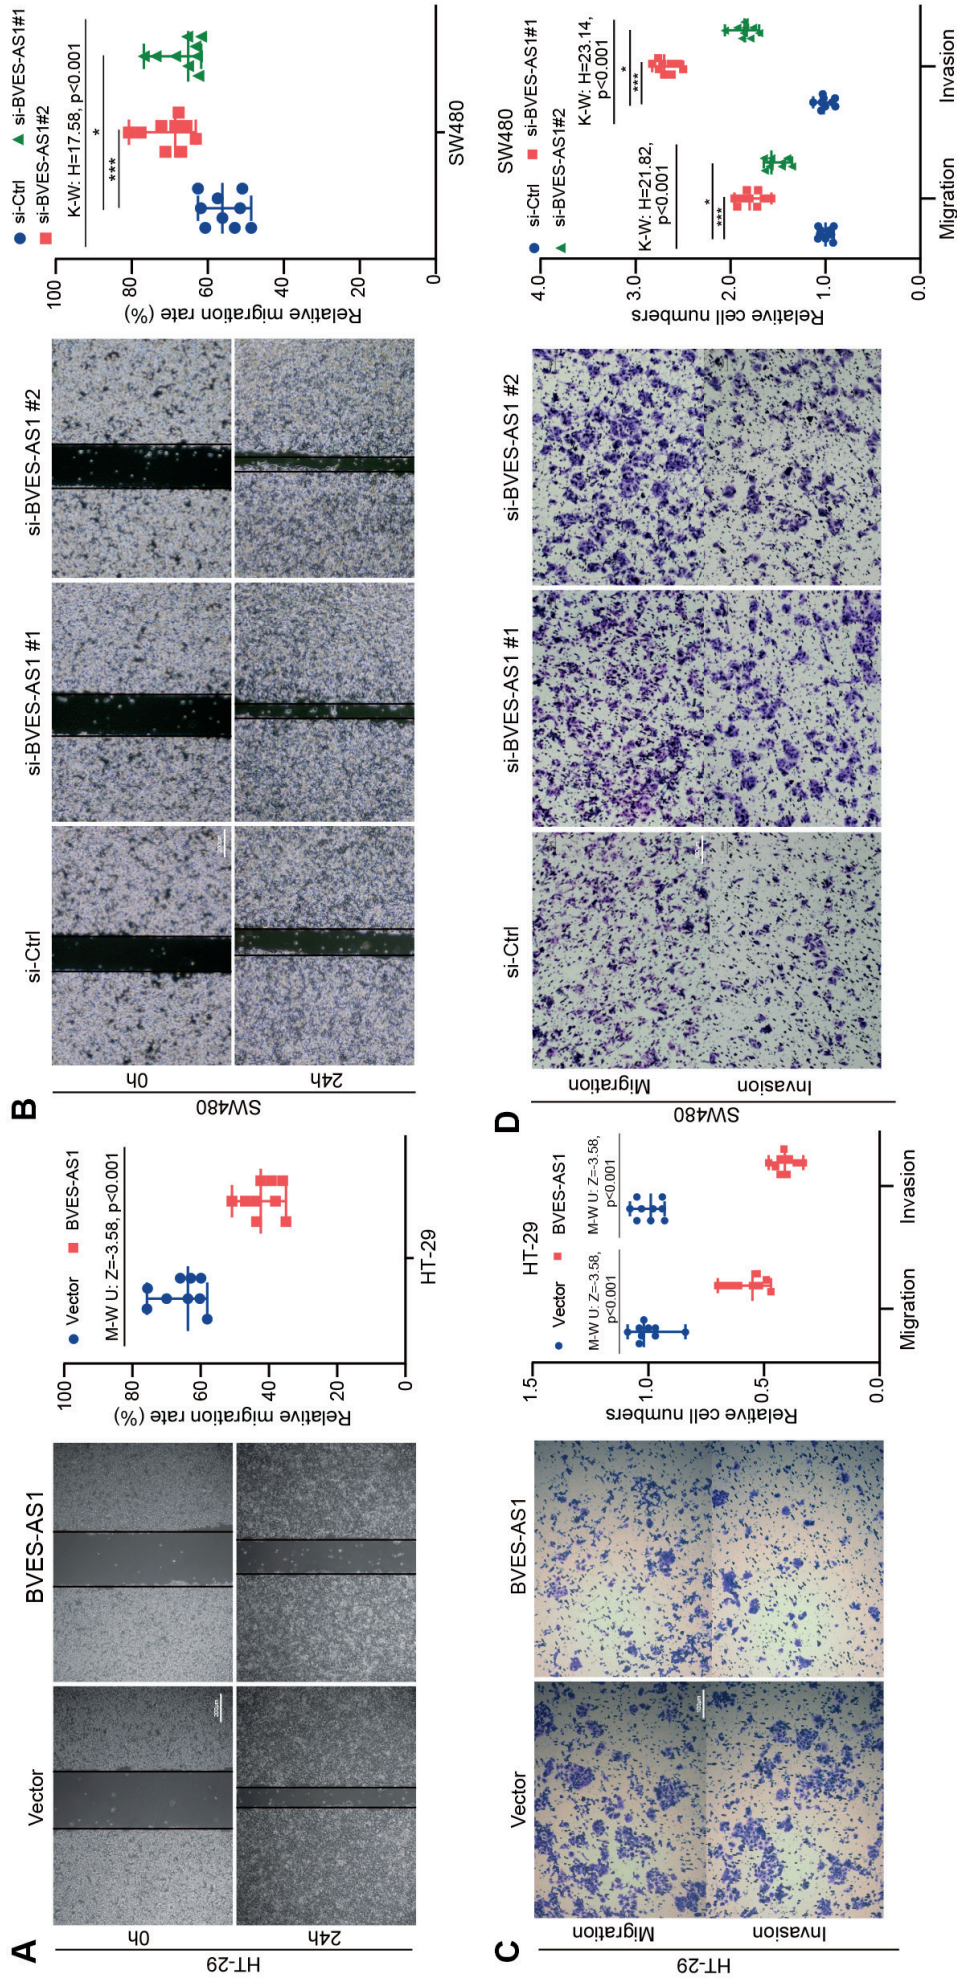 A
Vector
BVES-AS1
HT-29
0h
24h
200μm
Relative migration rate (%)
100
80
60
40
20
0
Vector
BVES-AS1
M-W U: Z=-3.58, p<0.001
HT-29
B
si-Ctrl
si-BVES-AS1 #1
si-BVES-AS1 #2
SW480
0h
24h
Relative migration rate (%)
100
80
60
40
20
0
si-Ctrl
si-BVES-AS1#1
si-BVES-AS1#2
K-W: H=17.58, p<0.001
*
***
SW480
C
Vector
BVES-AS1
HT-29
Migration
Invasion
Relative cell numbers
1.5
1.0
0.5
0.0
HT-29
Vector
BVES-AS1
M-W U: Z=-3.58,
p<0.001
M-W U: Z=-3.58,
p<0.001
Migration
Invasion
D
si-Ctrl
si-BVES-AS1 #1
si-BVES-AS1 #2
SW480
Migration
Invasion
Relative cell numbers
4.0
3.0
2.0
1.0
0.0
SW480
si-Ctrl
si-BVES-AS1#1
si-BVES-AS1#2
K-W: H=21.82,
p<0.001
*
***
K-W: H=23.14,
p<0.001
*
***
Migration
Invasion